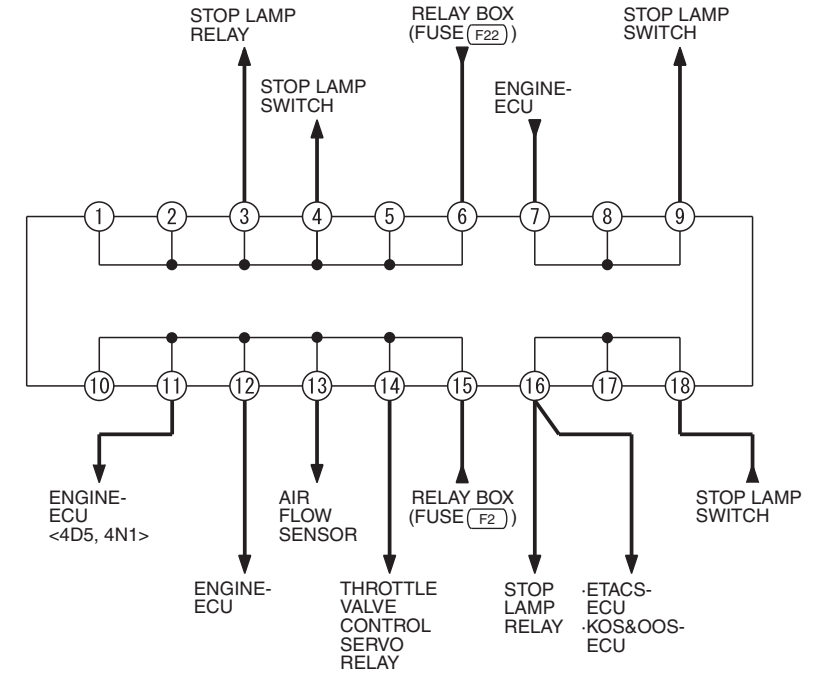 STOP LAMP
RELAY
RELAY BOX
(FUSE F22 )
STOP LAMP
SWITCH
STOP LAMP
SWITCH
ENGINE-
ECU
1 2 3 4 5 6 7 8 9
10 11 12 13 14 15 16 17 18
ENGINE-
ECU
<4D5, 4N1>
AIR
FLOW
SENSOR
RELAY BOX
(FUSE F2 )
STOP LAMP
SWITCH
ENGINE-
ECU
THROTTLE
VALVE
CONTROL
SERVO
RELAY
STOP
LAMP
RELAY
·ETACS-
ECU
·KOS&OOS-
ECU